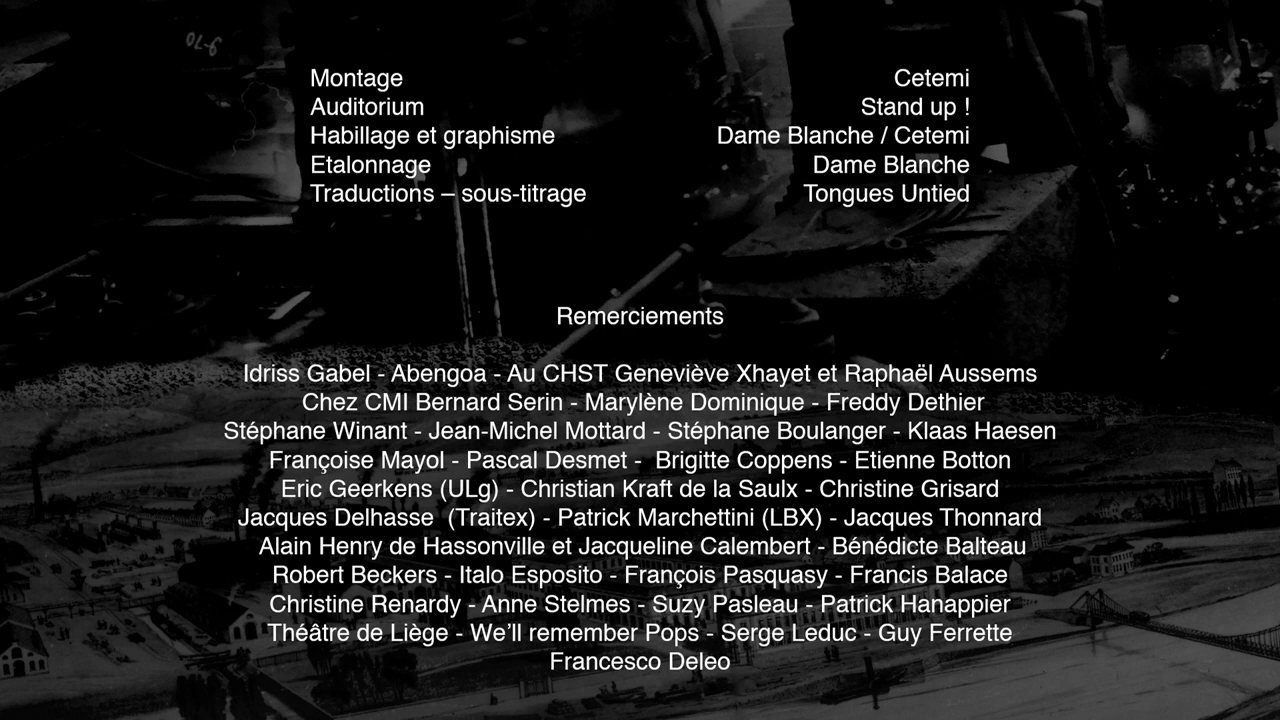 9-70
Montage Cetemi
Auditorium Stand up !
Habillage et graphisme Dame Blanche / Cetemi
Etalonnage Dame Blanche
Traductions – sous-titrage Tongues Untied
Remerciements
Idriss Gabel - Abengoa - Au CHST Geneviève Xhayet et Raphaël Aussems
Chez CMI Bernard Serin - Marylène Dominique - Freddy Dethier
Stéphane Winant - Jean-Michel Mottard - Stéphane Boulanger - Klaas Haesen
Françoise Mayol - Pascal Desmet -  Brigitte Coppens - Etienne Botton
Eric Geerkens (ULg) - Christian Kraft de la Saulx - Christine Grisard
Jacques Delhasse  (Traitex) - Patrick Marchettini (LBX) - Jacques Thonnard
Alain Henry de Hassonville et Jacqueline Calembert - Bénédicte Balteau
Robert Beckers - Italo Esposito - François Pasquasy - Francis Balace
Christine Renardy - Anne Stelmes - Suzy Pasleau - Patrick Hanappier
Théâtre de Liège - We’ll remember Pops - Serge Leduc - Guy Ferrette
Francesco Deleo